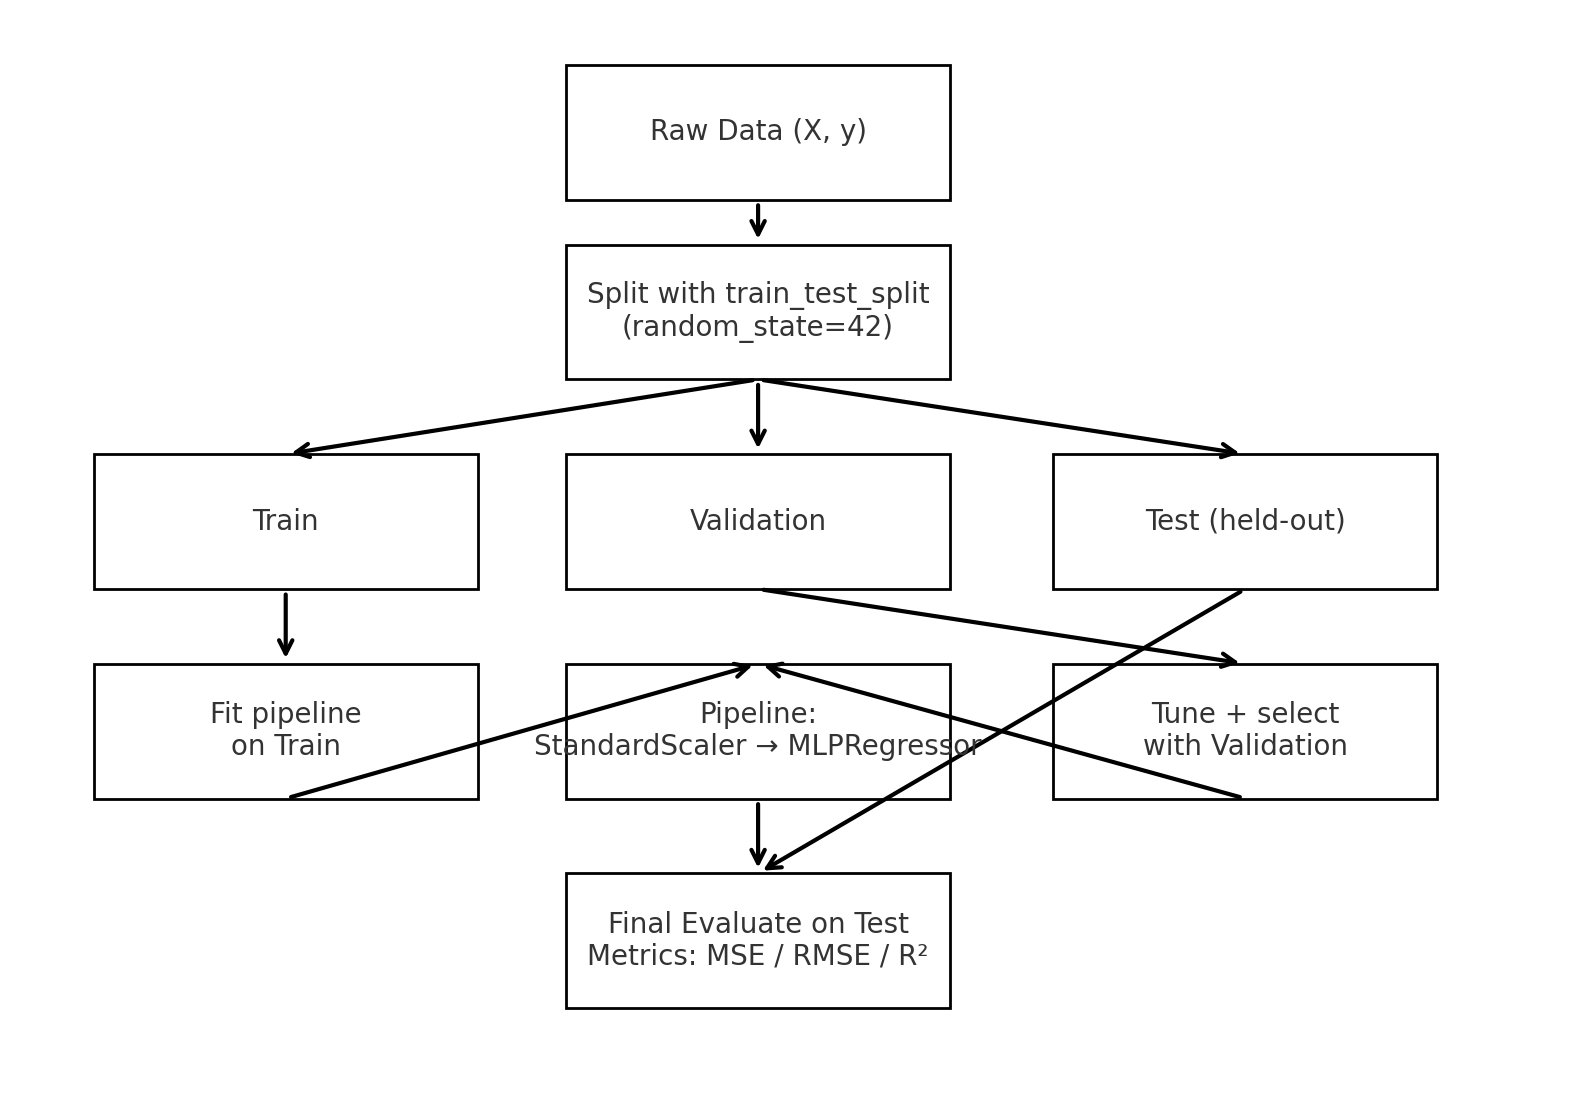 Raw Data (X, y)
Split with train_test_split
(random_state=42)
Train
Validation
Test (held-out)
Fit pipeline
on Train
Pipeline:
StandardScaler → MLPRegressor
Tune + select
with Validation
Final Evaluate on Test
Metrics: MSE / RMSE / R²